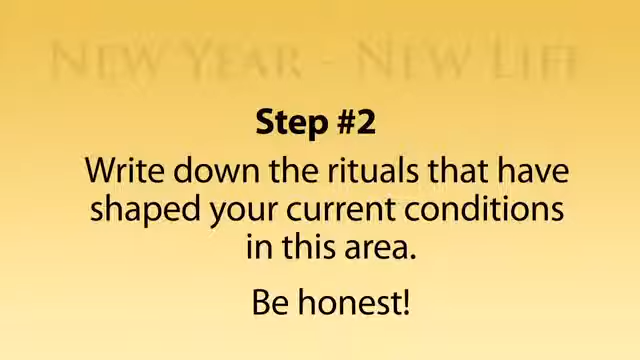 NEW YEAR - NEW LIFE
Step #2
Write down the rituals that have
shaped your current conditions
in this area.
Be honest!